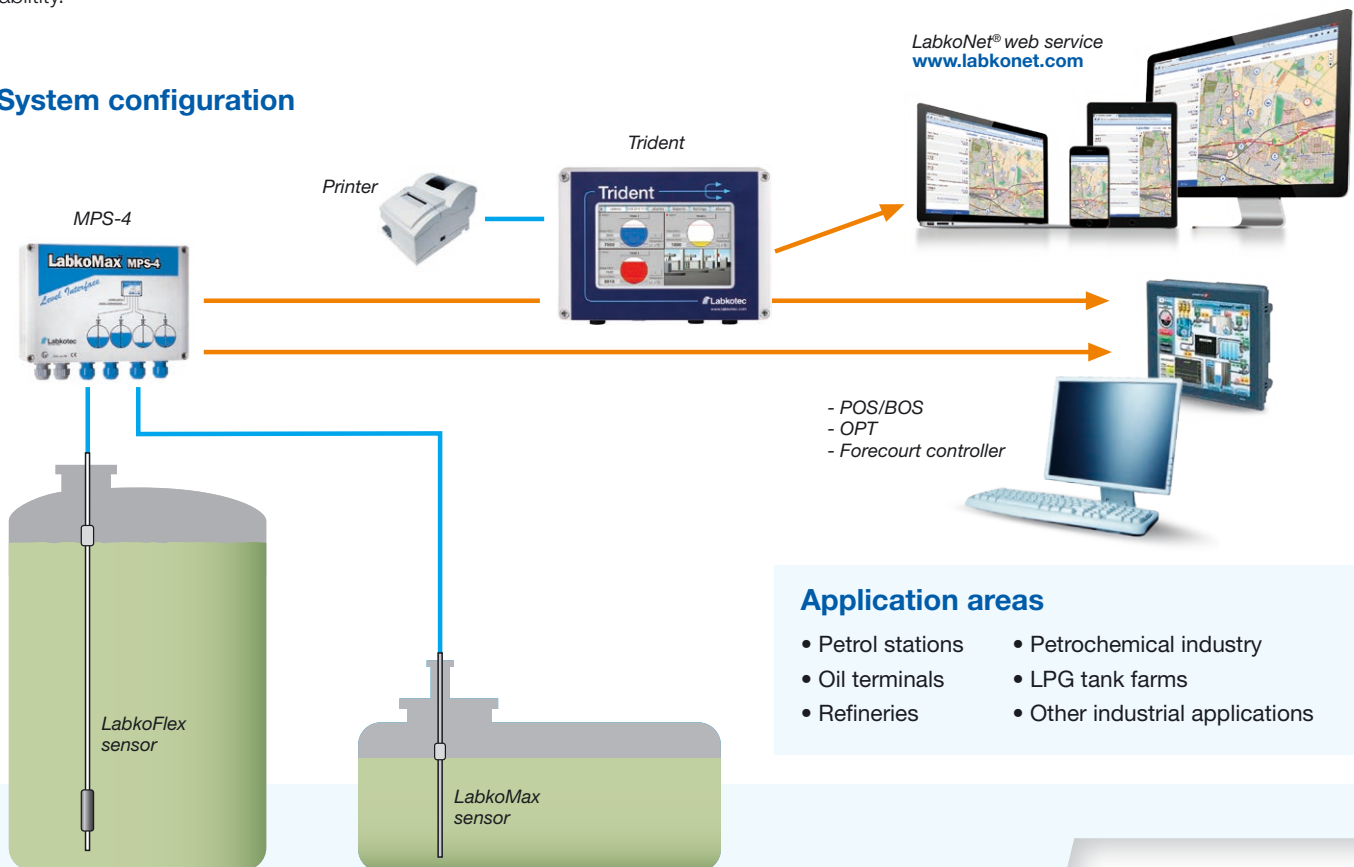 LabkoNet® web service
www.labkonet.com
System configuration
Trident
Printer
MPS-4
Trident
LabkoMax MPS-4
Level Interface
Labkotec
Labkotec
www.labkotec.com
- POS/BOS
- OPT
- Forecourt controller
Application areas
• Petrol stations
• Oil terminals
• Refineries
• Petrochemical industry
• LPG tank farms
• Other industrial applications
LabkoFlex
sensor
LabkoMax
sensor